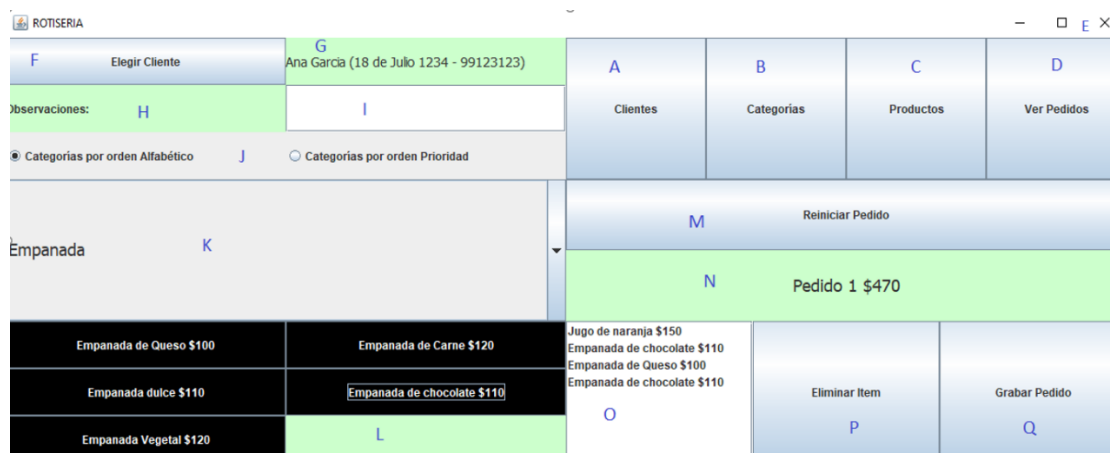 ROTISERIA
E
F Elegir Cliente
G
Ana Garcia (18 de Julio 1234 - 99123123)
A
Clientes
B
Categorías
C
Productos
D
Ver Pedidos
Observaciones: H
I
Categorías por orden Alfabético J
Categorías por orden Prioridad
Empanada K
M Reiniciar Pedido
N Pedido 1 $470
Empanada de Queso $100
Empanada de Carne $120
Empanada dulce $110
Empanada de chocolate $110
Empanada Vegetal $120
L
Jugo de naranja $150
Empanada de chocolate $110
Empanada de Queso $100
Empanada de chocolate $110
O
Eliminar Item
P
Grabar Pedido
Q